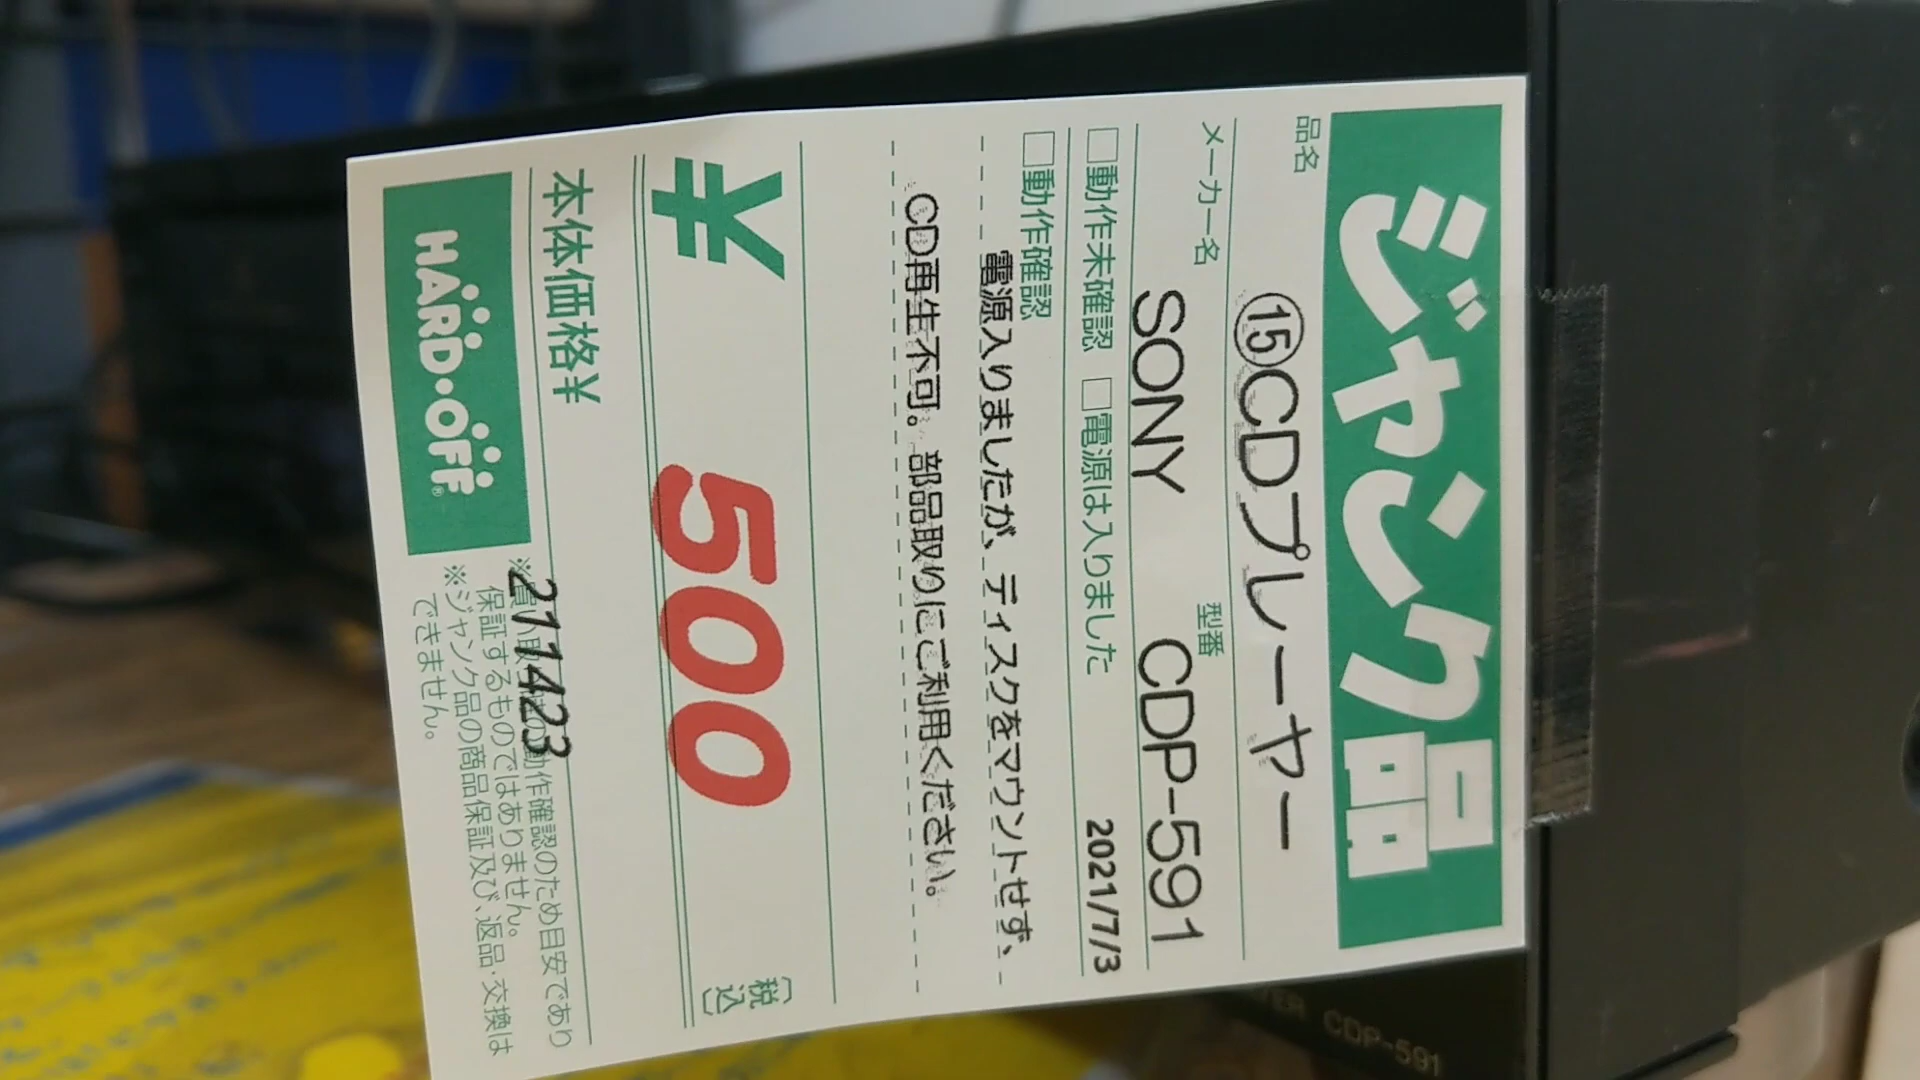 ジャンク品
品名
⑮CDプレーヤー
メーカー名 型番
SONY CDP-591
□動作未確認 □電源は入りました 2021/7/3
□動作確認
電源入りましたが、ディスクをマウントせず、
CD再生不可。部品取りにご利用ください。
¥500 (税込)
本体価格¥
211423
HARD・OFF®
※買い取り時の動作確認のため目安であり
保証するものではありません。
※ジャンク品の商品保証及び、返品・交換は
できません。
CDP-591